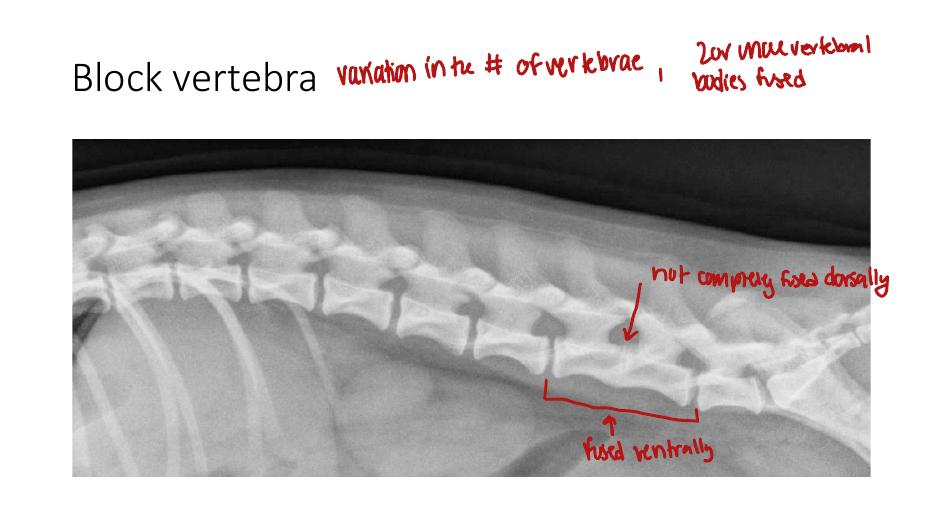 Block vertebra variation in the # of vertebrae , 2 or more vertebral
bodies fused
not completely fused dorsally
fused ventrally